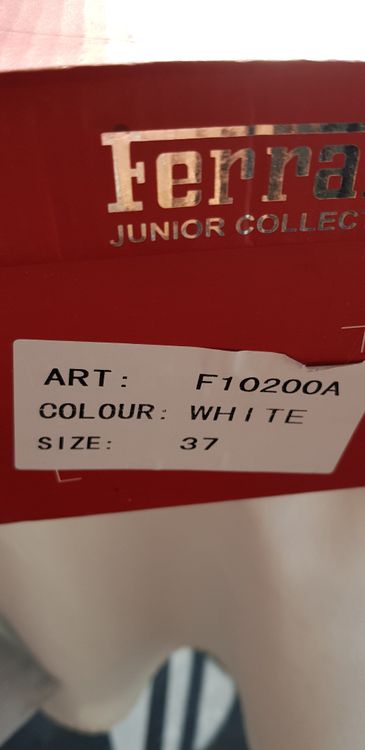 Ferra
JUNIOR COLLECT
ART: F10200A
COLOUR: WHITE
SIZE: 37